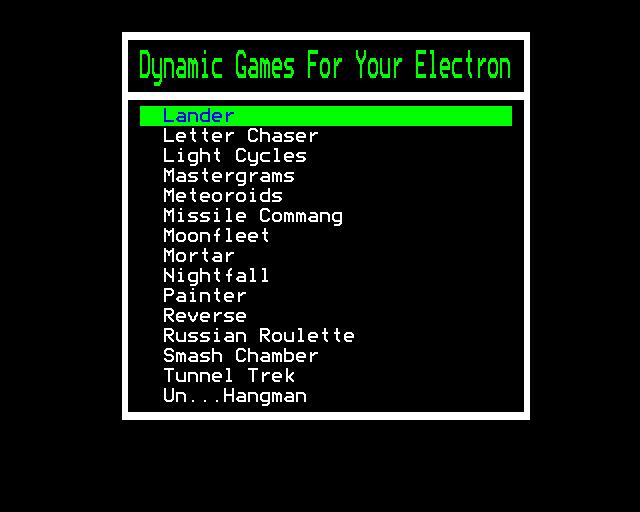 Dynamic Games For Your Electron
Lander
Letter Chaser
Light Cycles
Mastergrams
Meteoroids
Missile Commang
Moonfleet
Mortar
Nightfall
Painter
Reverse
Russian Roulette
Smash Chamber
Tunnel Trek
Un...Hangman